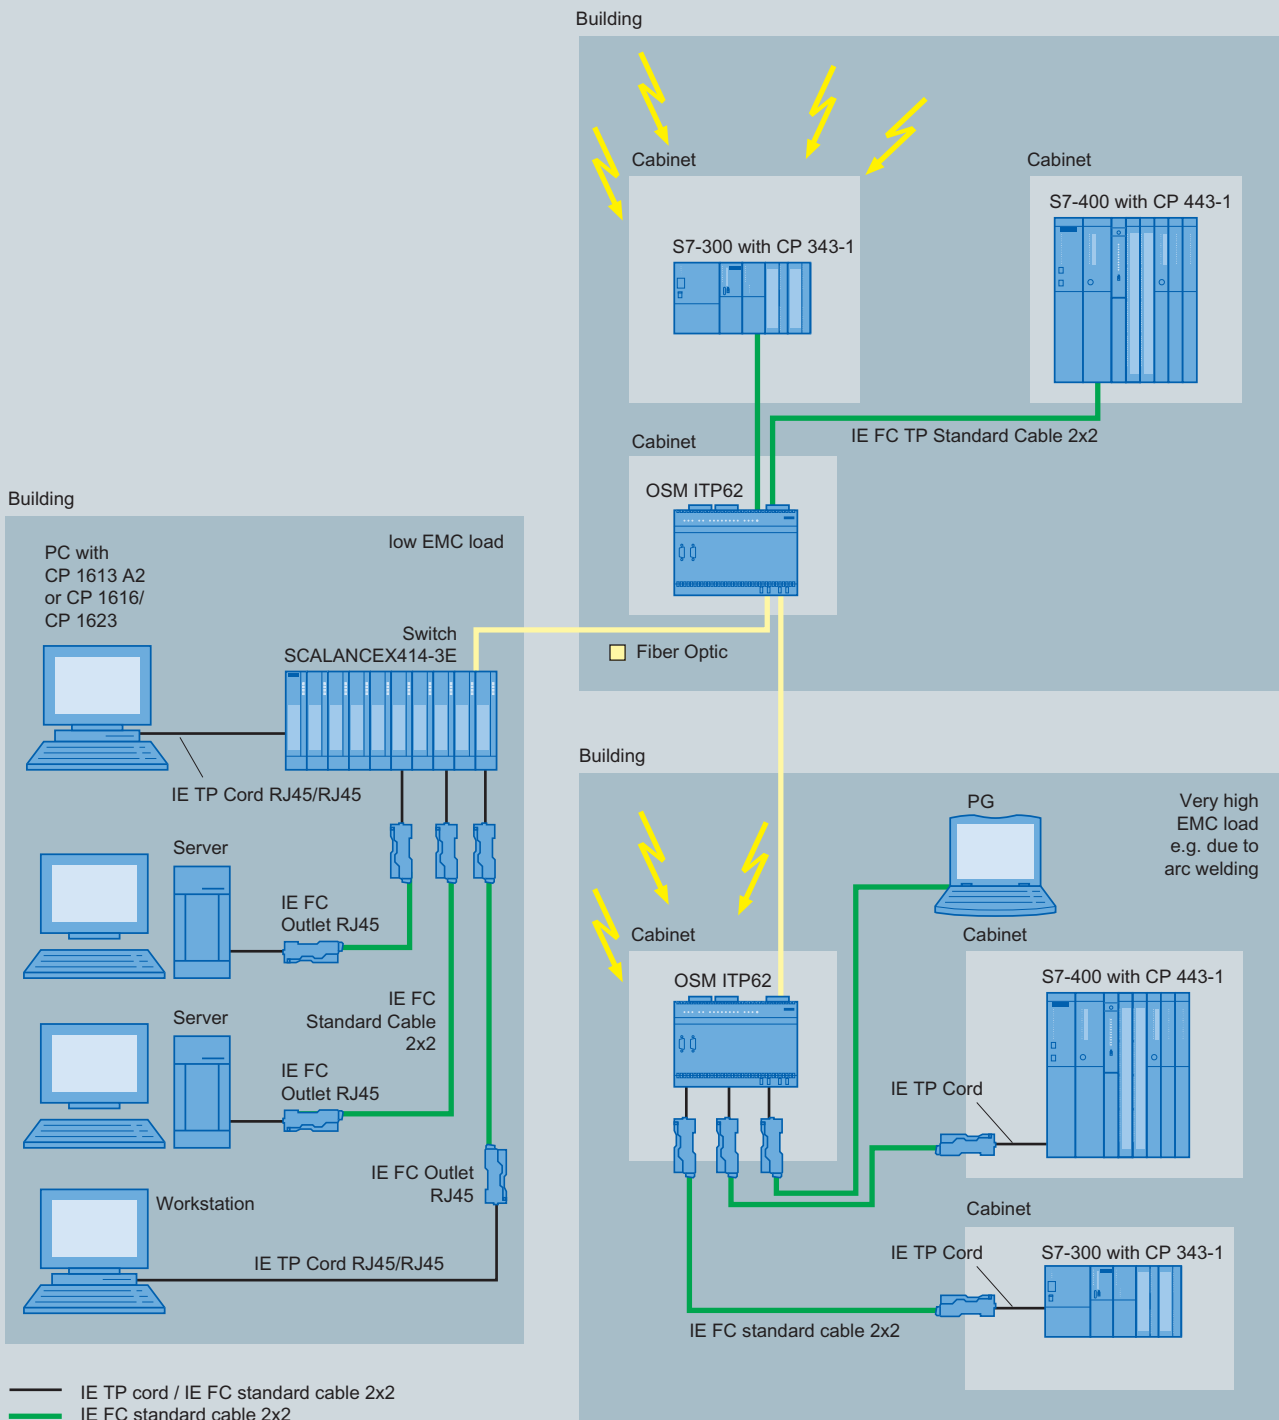 Building
Cabinet
Cabinet
S7-400 with CP 443-1
S7-300 with CP 343-1
IE FC TP Standard Cable 2x2
Cabinet
OSM ITP62
Fiber Optic
Building
low EMC load
PC with
CP 1613 A2
or CP 1616/
CP 1623
Switch
SCALANCEX414-3E
IE TP Cord RJ45/RJ45
Server
IE FC
Outlet RJ45
IE FC
Standard Cable
2x2
Server
IE FC
Outlet RJ45
IE FC Outlet
RJ45
Workstation
IE TP Cord RJ45/RJ45
Building
PG
Very high
EMC load
e.g. due to
arc welding
Cabinet
OSM ITP62
Cabinet
S7-400 with CP 443-1
IE TP Cord
Cabinet
IE TP Cord
S7-300 with CP 343-1
IE FC standard cable 2x2
IE TP cord / IE FC standard cable 2x2
IE FC standard cable 2x2